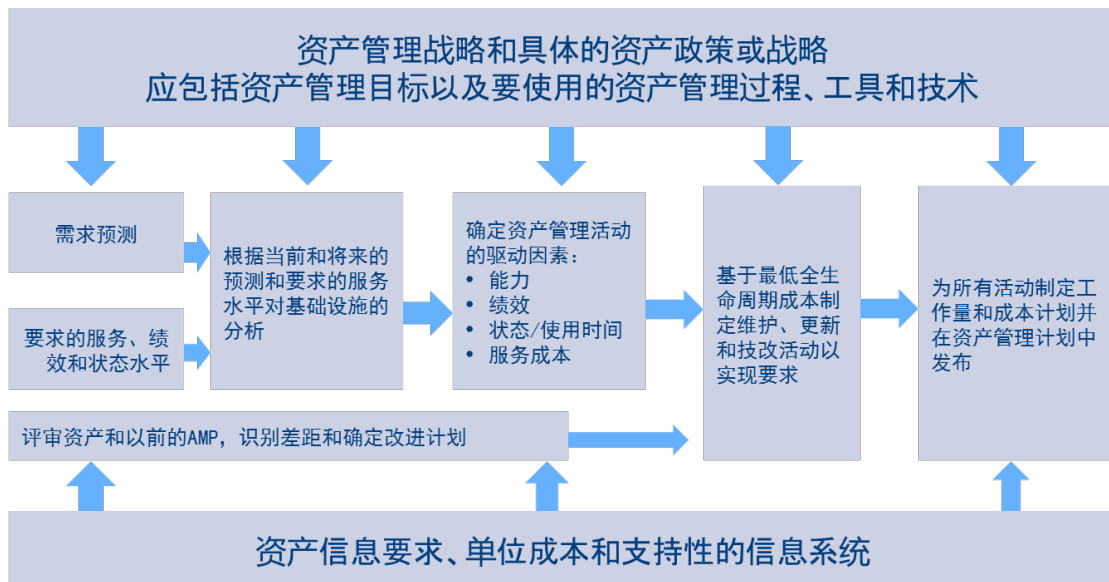 资产管理战略和具体的资产政策或战略
应包括资产管理目标以及要使用的资产管理过程、工具和技术
需求预测
要求的服务、绩
效和状态水平
根据当前和将来的
预测和要求的服务
水平对基础设施的
分析
确定资产管理活动
的驱动因素：
• 能力
• 绩效
• 状态/使用时间
• 服务成本
基于最低全生
命周期成本制
定维护、更新
和技改活动以
实现要求
为所有活动制定工
作量和成本计划并
在资产管理计划中
发布
评审资产和以前的AMP，识别差距和确定改进计划
资产信息要求、单位成本和支持性的信息系统